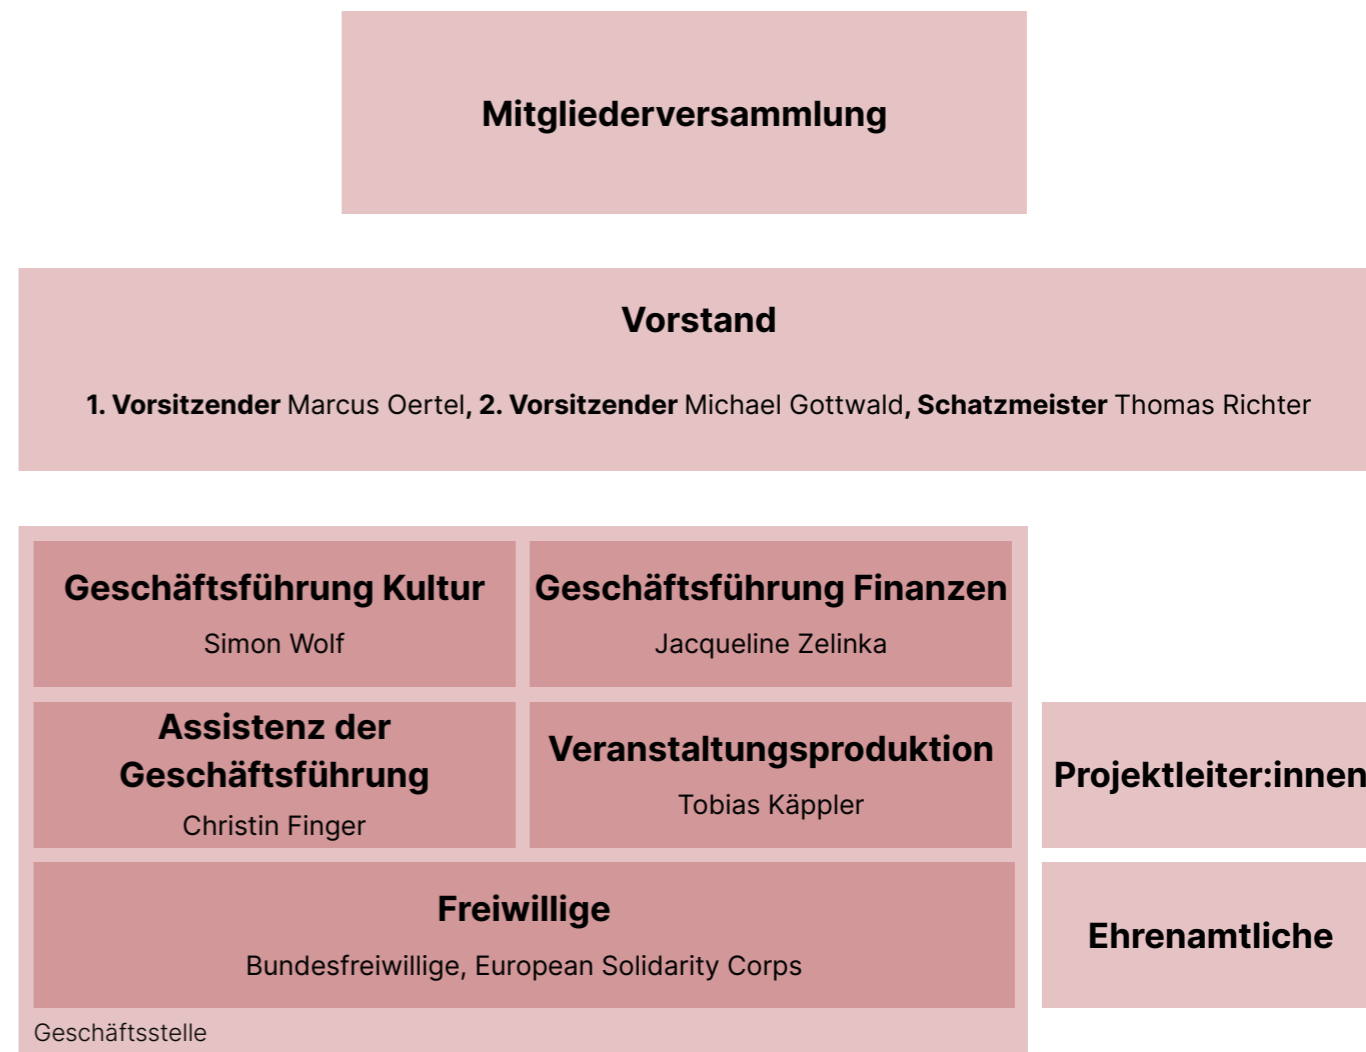 Mitgliederversammlung
Vorstand
1. Vorsitzender Marcus Oertel, 2. Vorsitzender Michael Gottwald, Schatzmeister Thomas Richter
Geschäftsführung Kultur
Simon Wolf
Geschäftsführung Finanzen
Jacqueline Zelinka
Assistenz der
Geschäftsführung
Christin Finger
Veranstaltungsproduktion
Tobias Käppler
Projektleiter:innen
Freiwillige
Bundesfreiwillige, European Solidarity Corps
Ehrenamtliche
Geschäftsstelle